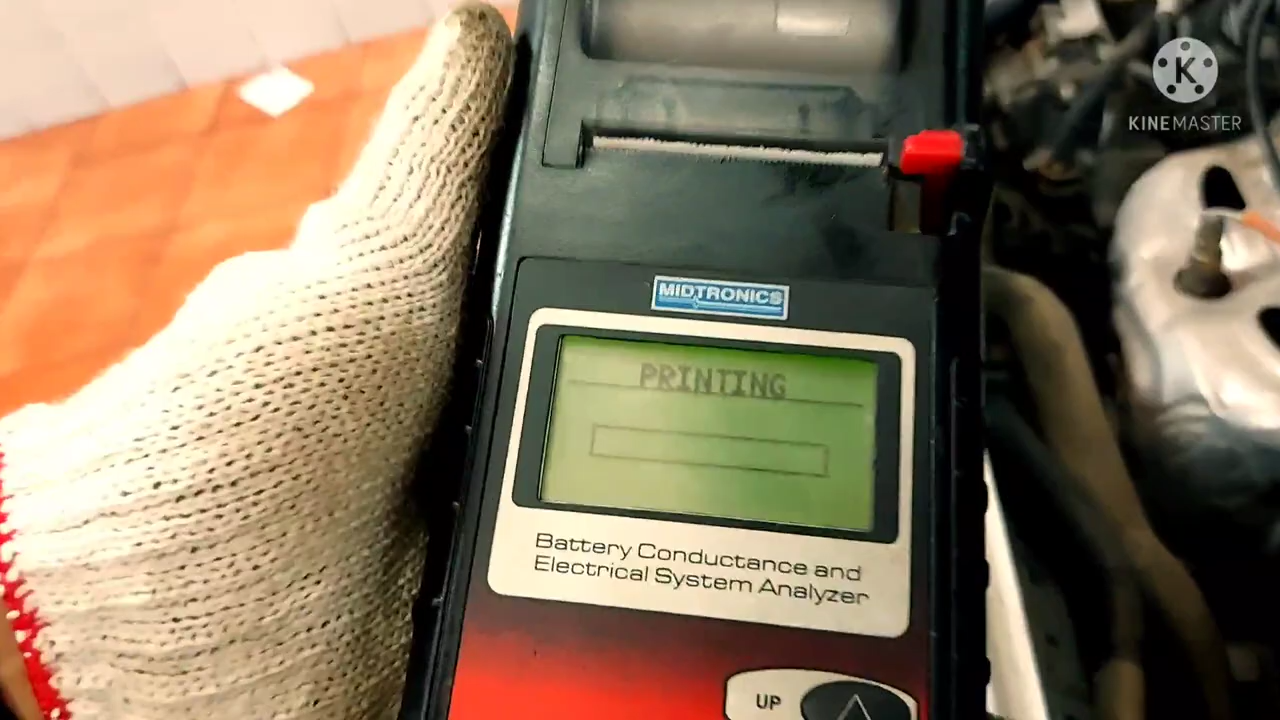 K
KINEMASTER
MIDTRONICS
PRINTING
Battery Conductance and
Electrical System Analyzer
UP